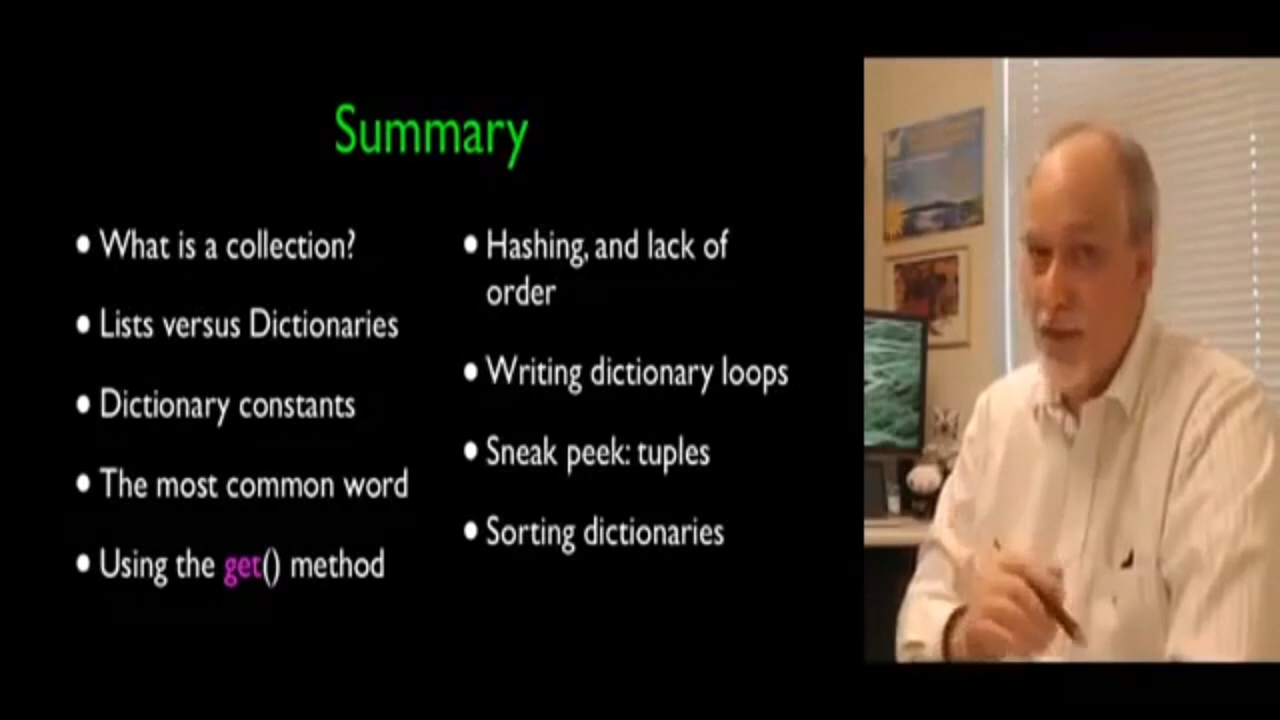 Summary
• What is a collection?
• Lists versus Dictionaries
• Dictionary constants
• The most common word
• Using the get() method
• Hashing, and lack of
order
• Writing dictionary loops
• Sneak peek: tuples
• Sorting dictionaries